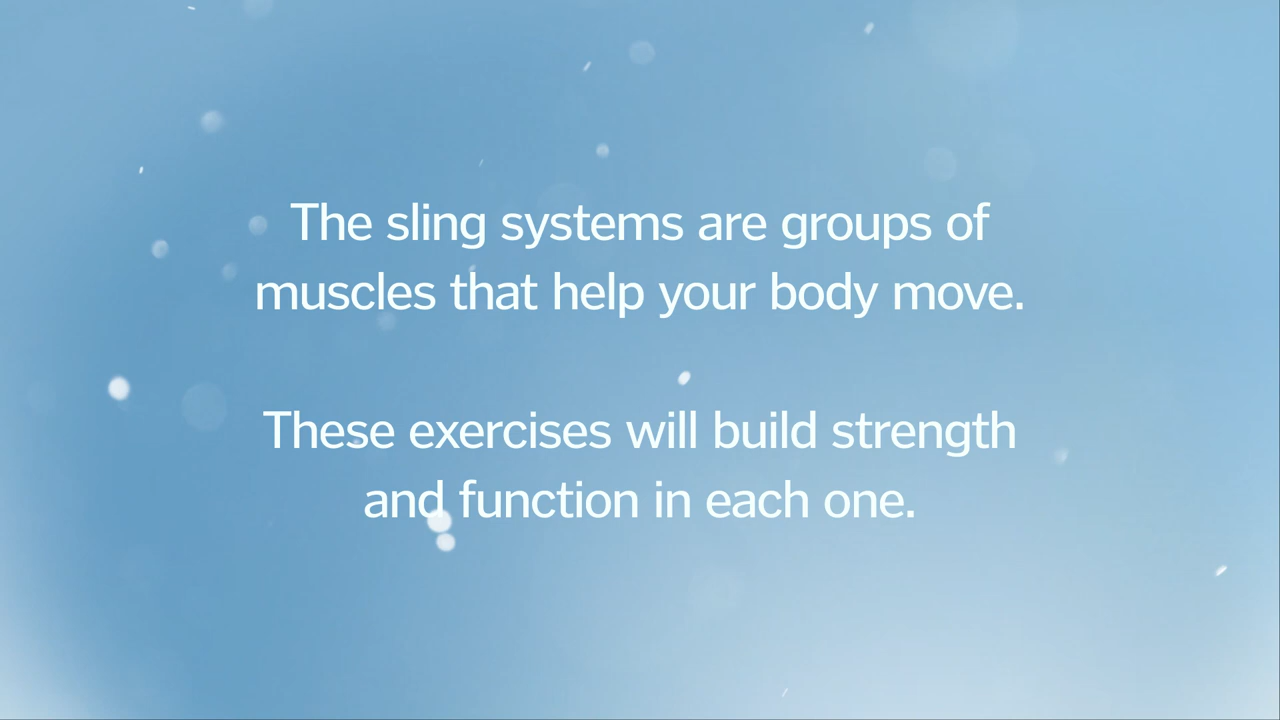 The sling systems are groups of
muscles that help your body move.
These exercises will build strength
and function in each one.